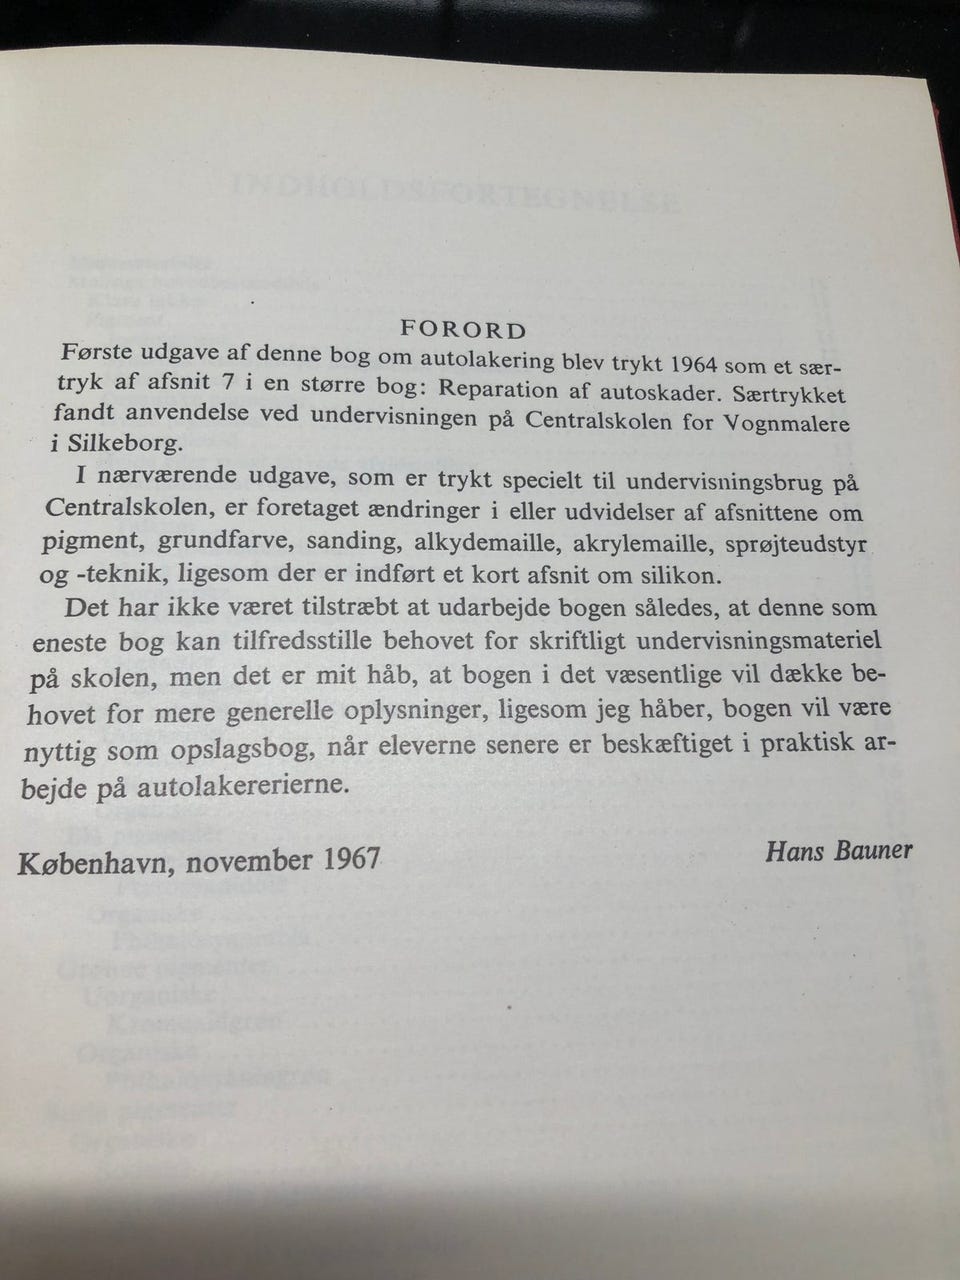 INDHOLDSFORTEGNELSE
FORORD
Første udgave af denne bog om autolakering blev trykt 1964 som et sær-
tryk af afsnit 7 i en større bog: Reparation af autoskader. Særtrykket
fandt anvendelse ved undervisningen på Centralskolen for Vognmalere
i Silkeborg.
I nærværende udgave, som er trykt specielt til undervisningsbrug på
Centralskolen, er foretaget ændringer i eller udvidelser af afsnittene om
pigment, grundfarve, sanding, alkydemaille, akrylemaille, sprøjteudstyr
og -teknik, ligesom der er indført et kort afsnit om silikon.
Det har ikke været tilstræbt at udarbejde bogen således, at denne som
eneste bog kan tilfredsstille behovet for skriftligt undervisningsmateriel
på skolen, men det er mit håb, at bogen i det væsentlige vil dække be-
hovet for mere generelle oplysninger, ligesom jeg håber, bogen vil være
nyttig som opslagsbog, når eleverne senere er beskæftiget i praktisk ar-
bejde på autolakererierne.
København, november 1967
Hans Bauner